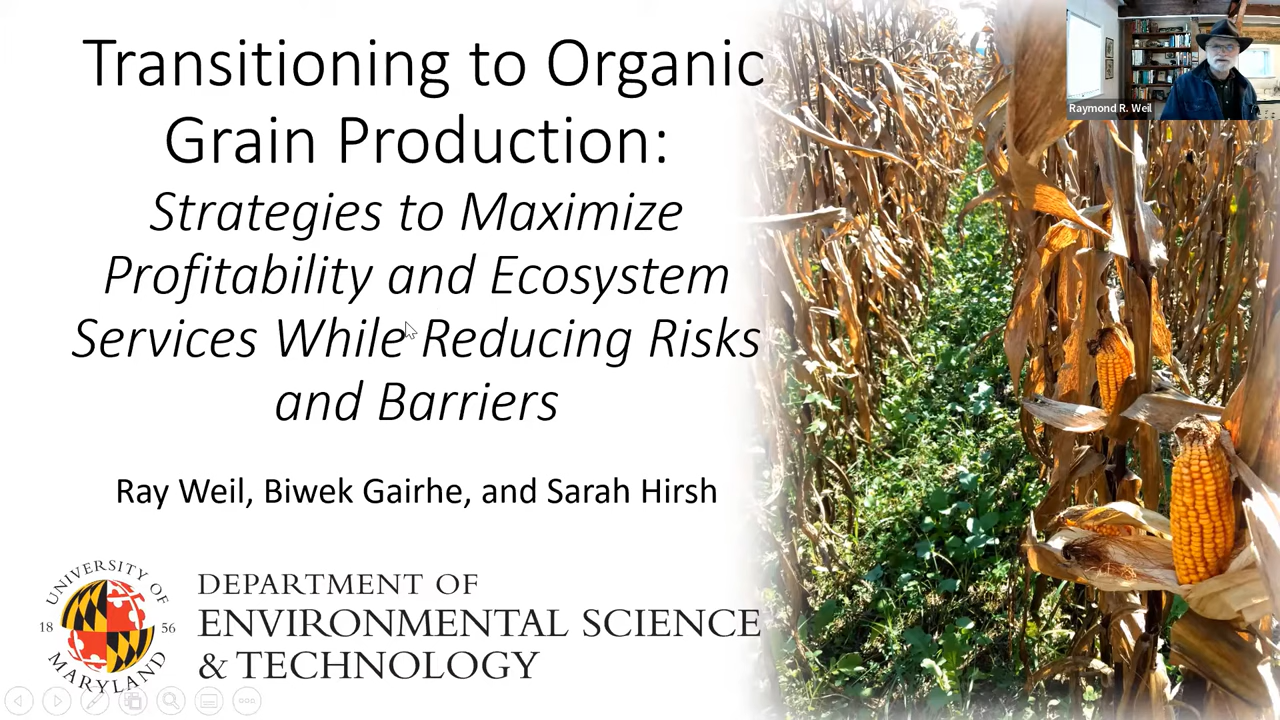 Transitioning to Organic
Grain Production:
Strategies to Maximize
Profitability and Ecosystem
Services While Reducing Risks
and Barriers
Ray Weil, Biwek Gairhe, and Sarah Hirsh
UNIVERSITY OF
18 56
MARYLAND
DEPARTMENT OF
ENVIRONMENTAL SCIENCE
& TECHNOLOGY
Raymond R. Weil